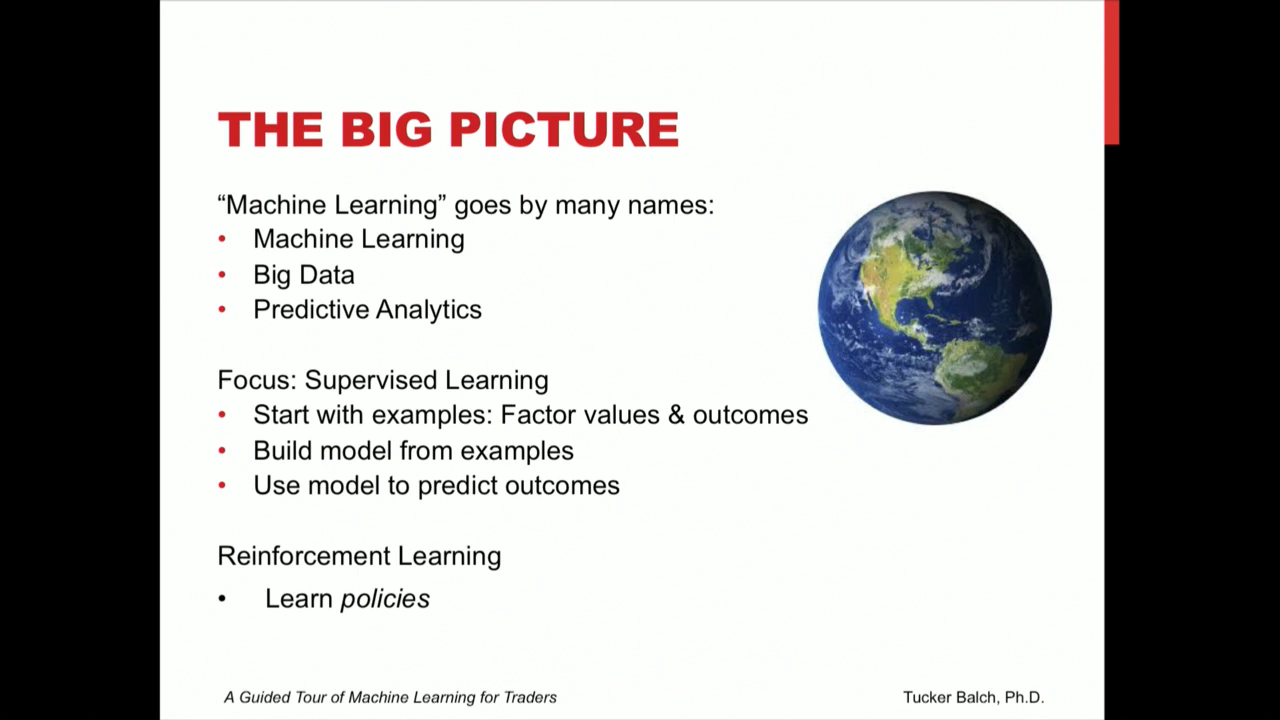 THE BIG PICTURE
“Machine Learning” goes by many names:
• Machine Learning
• Big Data
• Predictive Analytics
Focus: Supervised Learning
• Start with examples: Factor values & outcomes
• Build model from examples
• Use model to predict outcomes
Reinforcement Learning
• Learn policies
A Guided Tour of Machine Learning for Traders
Tucker Balch, Ph.D.